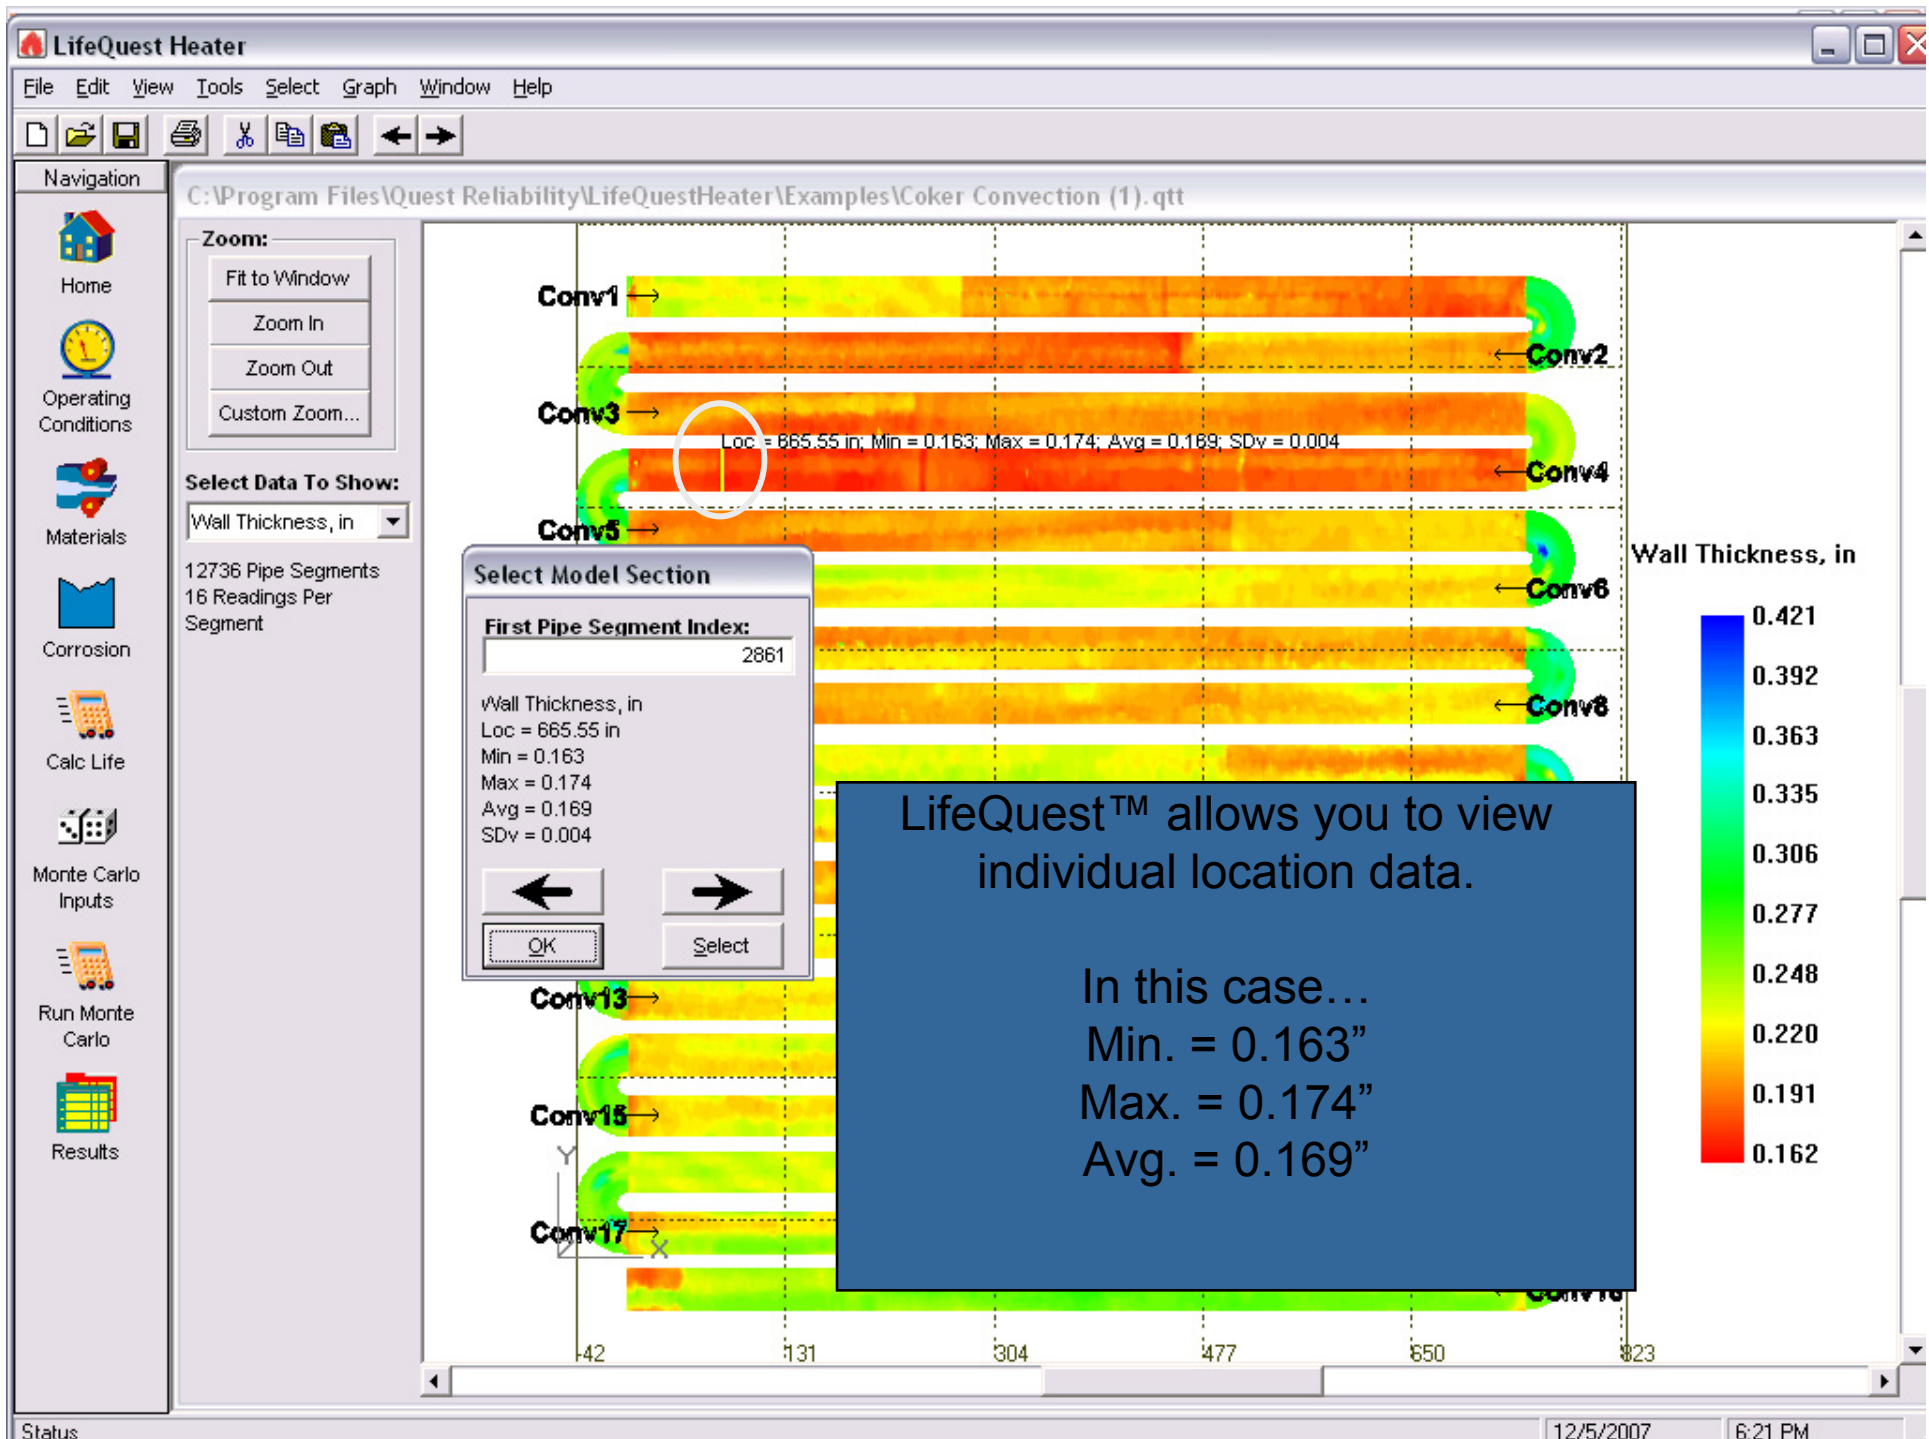 LifeQuest Heater
File Edit View Tools Select Graph Window Help
Navigation
Home
Operating
Conditions
Materials
Corrosion
Calc Life
Monte Carlo
Inputs
Run Monte
Carlo
Results
C:\Program Files\Quest Reliability\LifeQuestHeater\Examples\Coker Convection (1).qtt
Zoom:
Fit to Window
Zoom In
Zoom Out
Custom Zoom...
Select Data To Show:
Wall Thickness, in
12736 Pipe Segments
16 Readings Per
Segment
Conv1
Conv2
Conv3
Loc = 665.55 in; Min = 0.163; Max = 0.174; Avg = 0.169; SDv = 0.004
Conv4
Conv5
Conv6
Conv8
Conv13
Conv15
Conv17
Y
Z
X
-42 131 304 477 650 823
Select Model Section
First Pipe Segment Index:
2861
Wall Thickness, in
Loc = 665.55 in
Min = 0.163
Max = 0.174
Avg = 0.169
SDv = 0.004
OK Select
LifeQuest™ allows you to view
individual location data.
In this case…
Min. = 0.163”
Max. = 0.174”
Avg. = 0.169”
Wall Thickness, in
0.421
0.392
0.363
0.335
0.306
0.277
0.248
0.220
0.191
0.162
Status 12/5/2007 6:21 PM